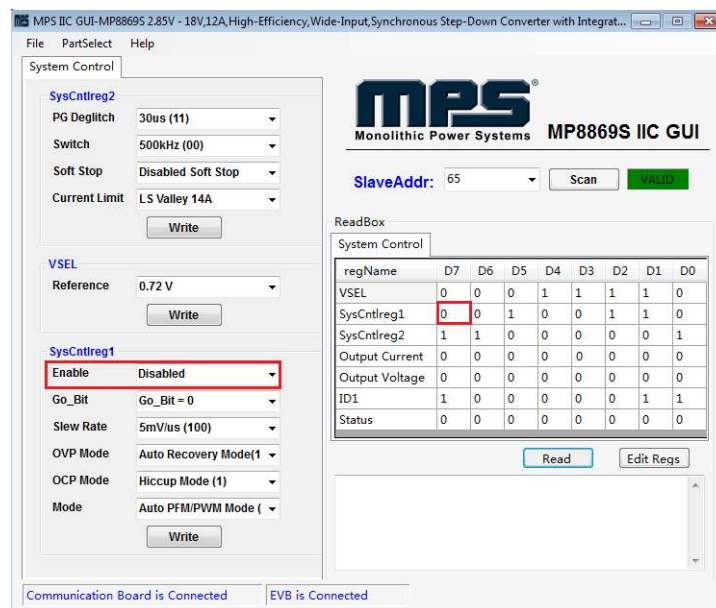 MPS IIC GUI-MP8869S 2.85V - 18V,12A,High-Efficiency,Wide-Input,Synchronous Step-Down Converter with Integrat...
File PartSelect Help
System Control
SysCntlreg2
PG Deglitch 30us (11)
Switch 500kHz (00)
Soft Stop Disabled Soft Stop
Current Limit LS Valley 14A
Write
VSEL
Reference 0.72 V
Write
SysCntlreg1
Enable Disabled
Go_Bit Go_Bit = 0
Slew Rate 5mV/us (100)
OVP Mode Auto Recovery Mode(1
OCP Mode Hiccup Mode (1)
Mode Auto PFM/PWM Mode (
Write
mps®
Monolithic Power Systems MP8869S IIC GUI
SlaveAddr: 65 Scan VALID
ReadBox
System Control
regName D7 D6 D5 D4 D3 D2 D1 D0
VSEL 0 0 0 1 1 1 1 0
SysCntlreg1 0 0 1 0 0 1 1 0
SysCntlreg2 1 1 0 0 0 0 0 1
Output Current 0 0 0 0 0 0 0 0
Output Voltage 0 0 0 0 0 0 0 0
ID1 1 0 0 0 0 0 1 1
Status 0 0 0 0 0 0 0 0
Read Edit Regs
Communication Board is Connected EVB is Connected